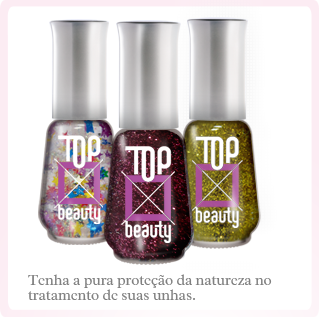 TOP
beauty
TOP
beauty
TOP
beauty
Tenha a pura proteção da natureza no
tratamento de suas unhas.